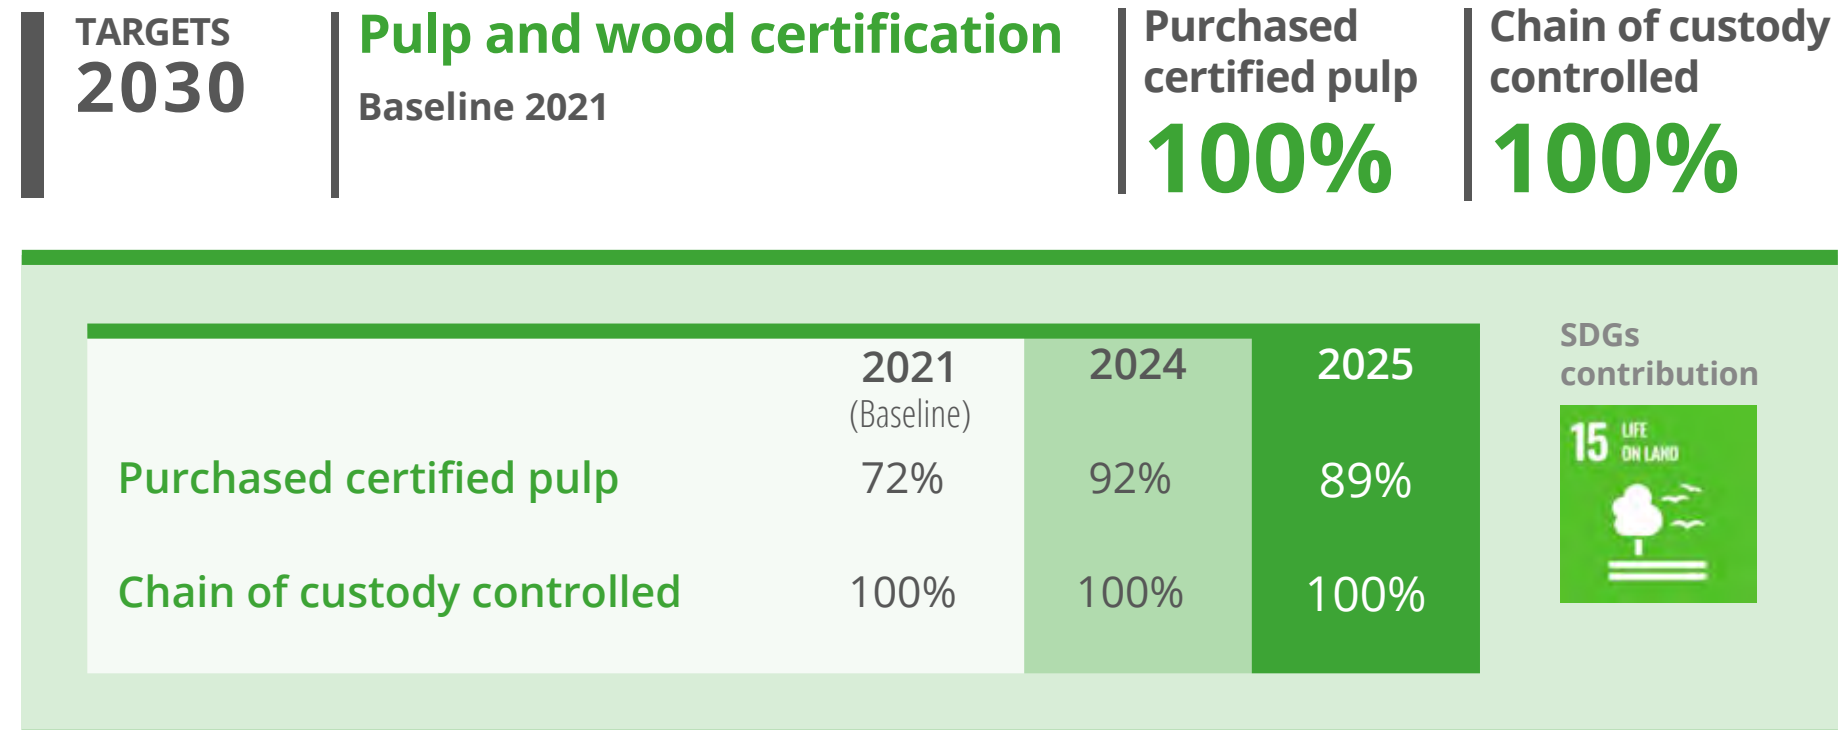 TARGETS
2030
Pulp and wood certification
Baseline 2021
Purchased
certified pulp
100%
Chain of custody
controlled
100%
2021
(Baseline)
2024
2025
Purchased certified pulp
72%
92%
89%
Chain of custody controlled
100%
100%
100%
SDGs
contribution
15 LIFE
ON LAND